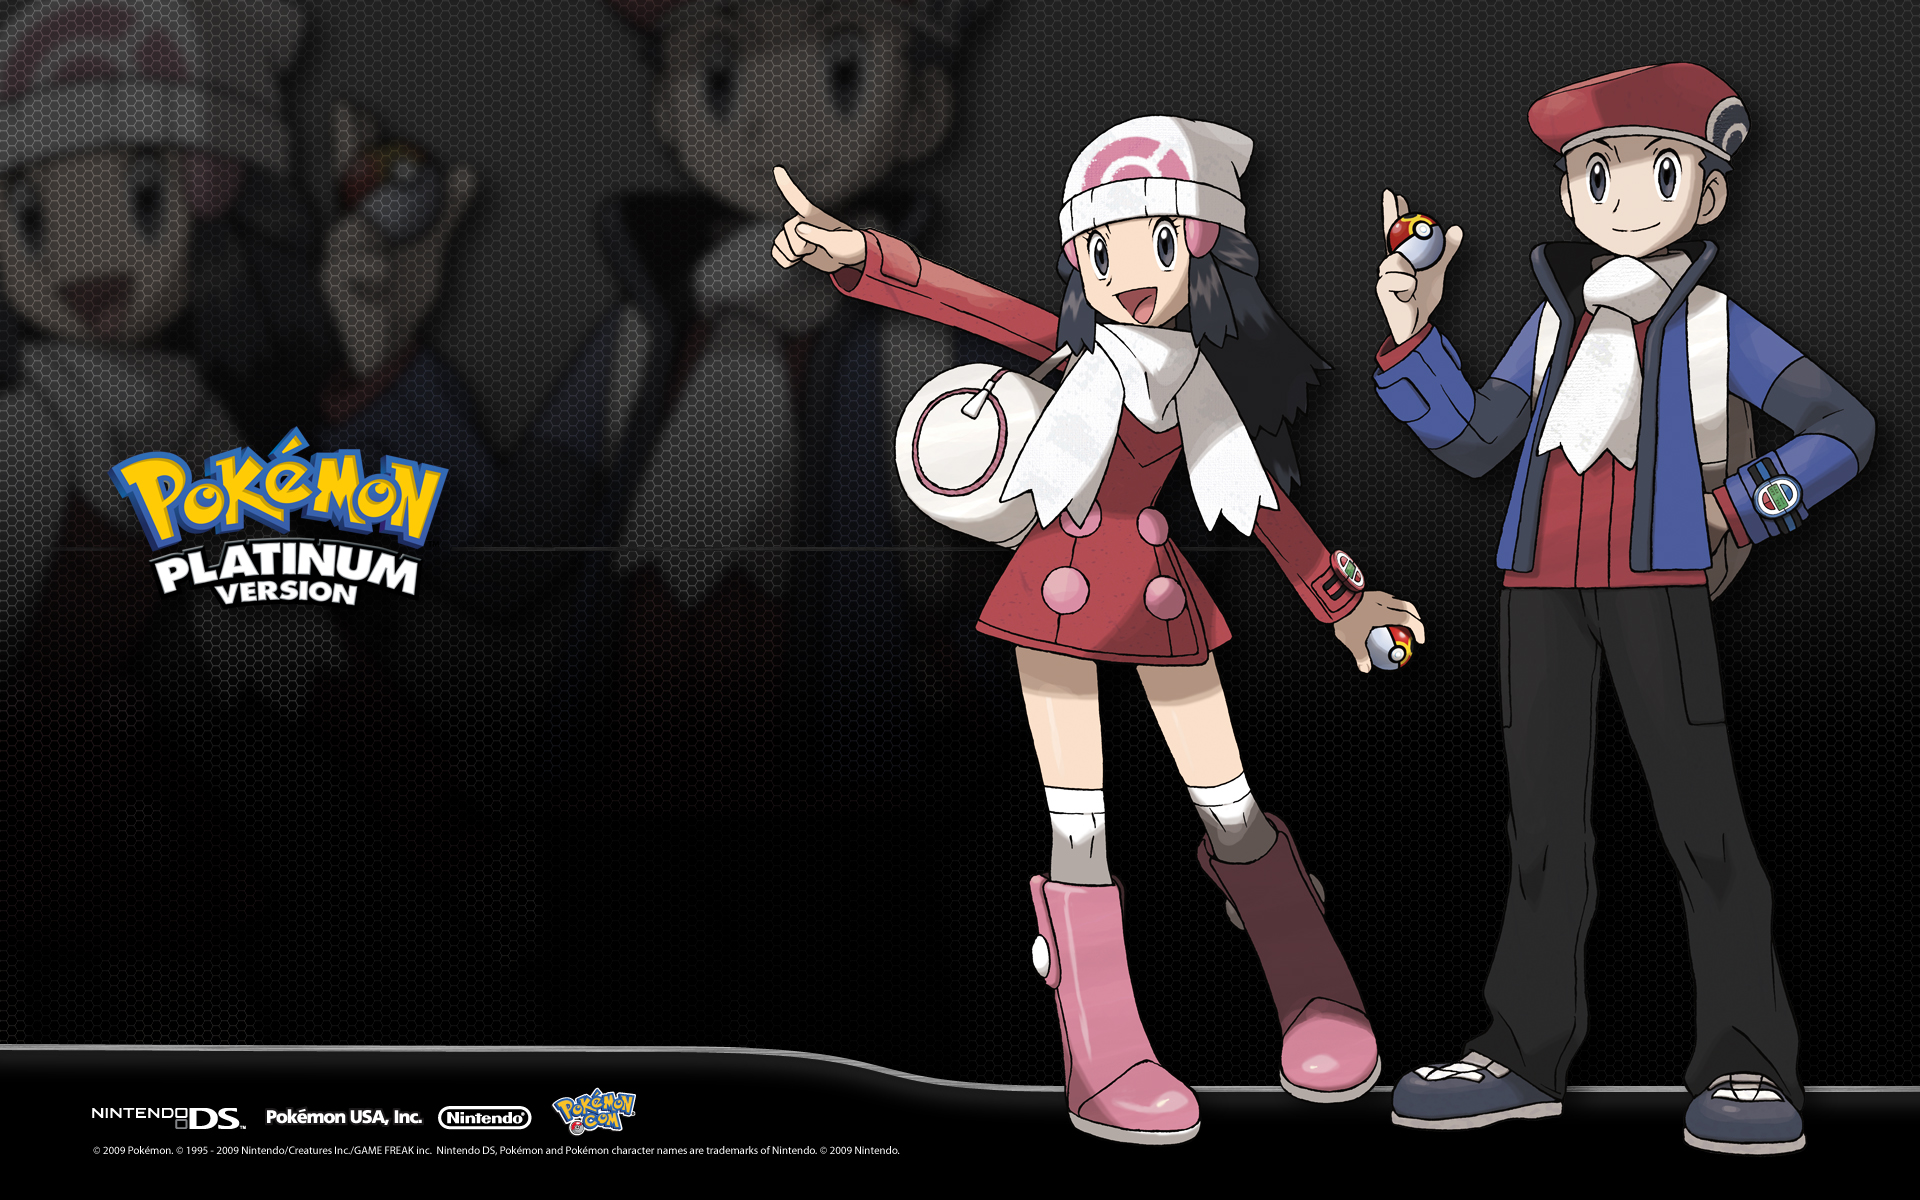 POKéMON
PLATINUM
VERSION
NINTENDO DS™ Pokémon USA, Inc. Nintendo® POKéMON.COM
© 2009 Pokémon. © 1995 - 2009 Nintendo/Creatures Inc./GAME FREAK inc. Nintendo DS, Pokémon and Pokémon character names are trademarks of Nintendo. © 2009 Nintendo.